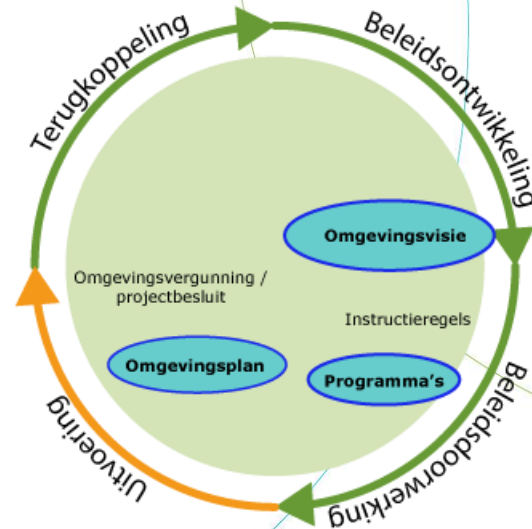 Terugkoppeling
Beleidsontwikkeling
Omgevingsvisie
Omgevingsvergunning /
projectbesluit
Instructieregels
Omgevingsplan
Programma's
Uitvoering
Beleidsdoorwerking